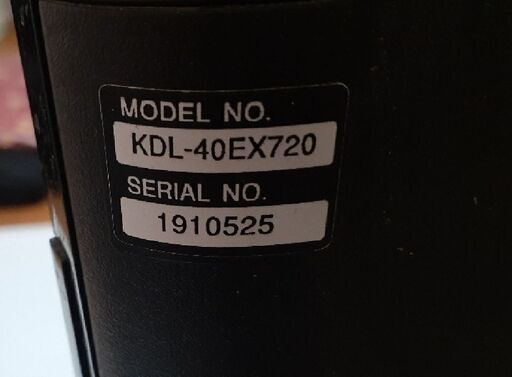 MODEL NO.
KDL-40EX720
SERIAL NO.
1910525